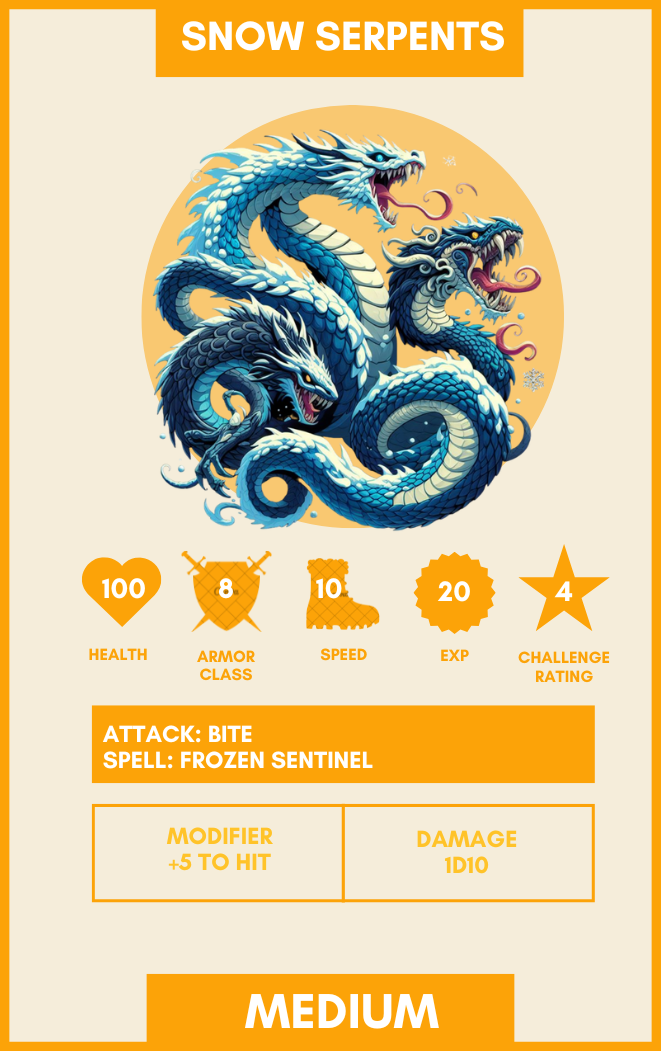 SNOW SERPENTS
100
8
10
20
4
HEALTH
ARMOR
CLASS
SPEED
EXP
CHALLENGE
RATING
ATTACK: BITE
SPELL: FROZEN SENTINEL
MODIFIER
+5 TO HIT
DAMAGE
1D10
MEDIUM